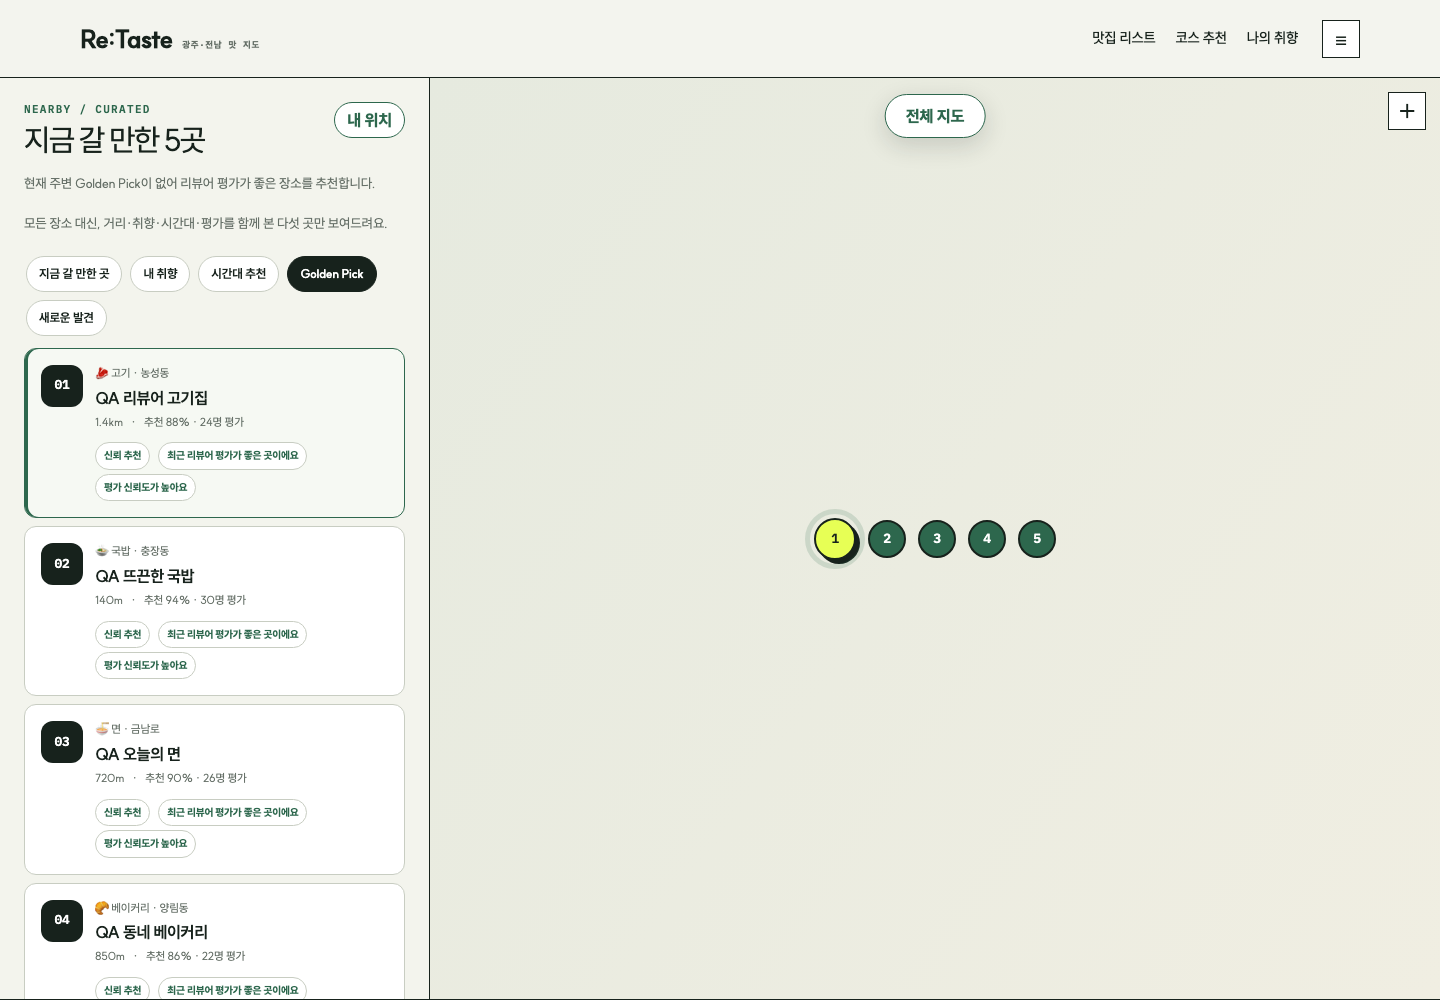 Re:Taste 광주·전남 맛 지도
맛집 리스트 코스 추천 나의 취향 ≡
NEARBY / CURATED
지금 갈 만한 5곳
내 위치
현재 주변 Golden Pick이 없어 리뷰어 평가가 좋은 장소를 추천합니다.
모든 장소 대신, 거리·취향·시간대·평가를 함께 본 다섯 곳만 보여드려요.
지금 갈 만한 곳 내 취향 시간대 추천 Golden Pick
새로운 발견
01
고기 · 농성동
QA 리뷰어 고기집
1.4km · 추천 88% · 24명 평가
신뢰 추천 최근 리뷰어 평가가 좋은 곳이에요
평가 신뢰도가 높아요
02
국밥 · 충장동
QA 뜨끈한 국밥
140m · 추천 94% · 30명 평가
신뢰 추천 최근 리뷰어 평가가 좋은 곳이에요
평가 신뢰도가 높아요
03
면 · 금남로
QA 오늘의 면
720m · 추천 90% · 26명 평가
신뢰 추천 최근 리뷰어 평가가 좋은 곳이에요
평가 신뢰도가 높아요
04
베이커리 · 양림동
QA 동네 베이커리
850m · 추천 86% · 22명 평가
신뢰 추천 최근 리뷰어 평가가 좋은 곳이에요
전체 지도
+
1 2 3 4 5